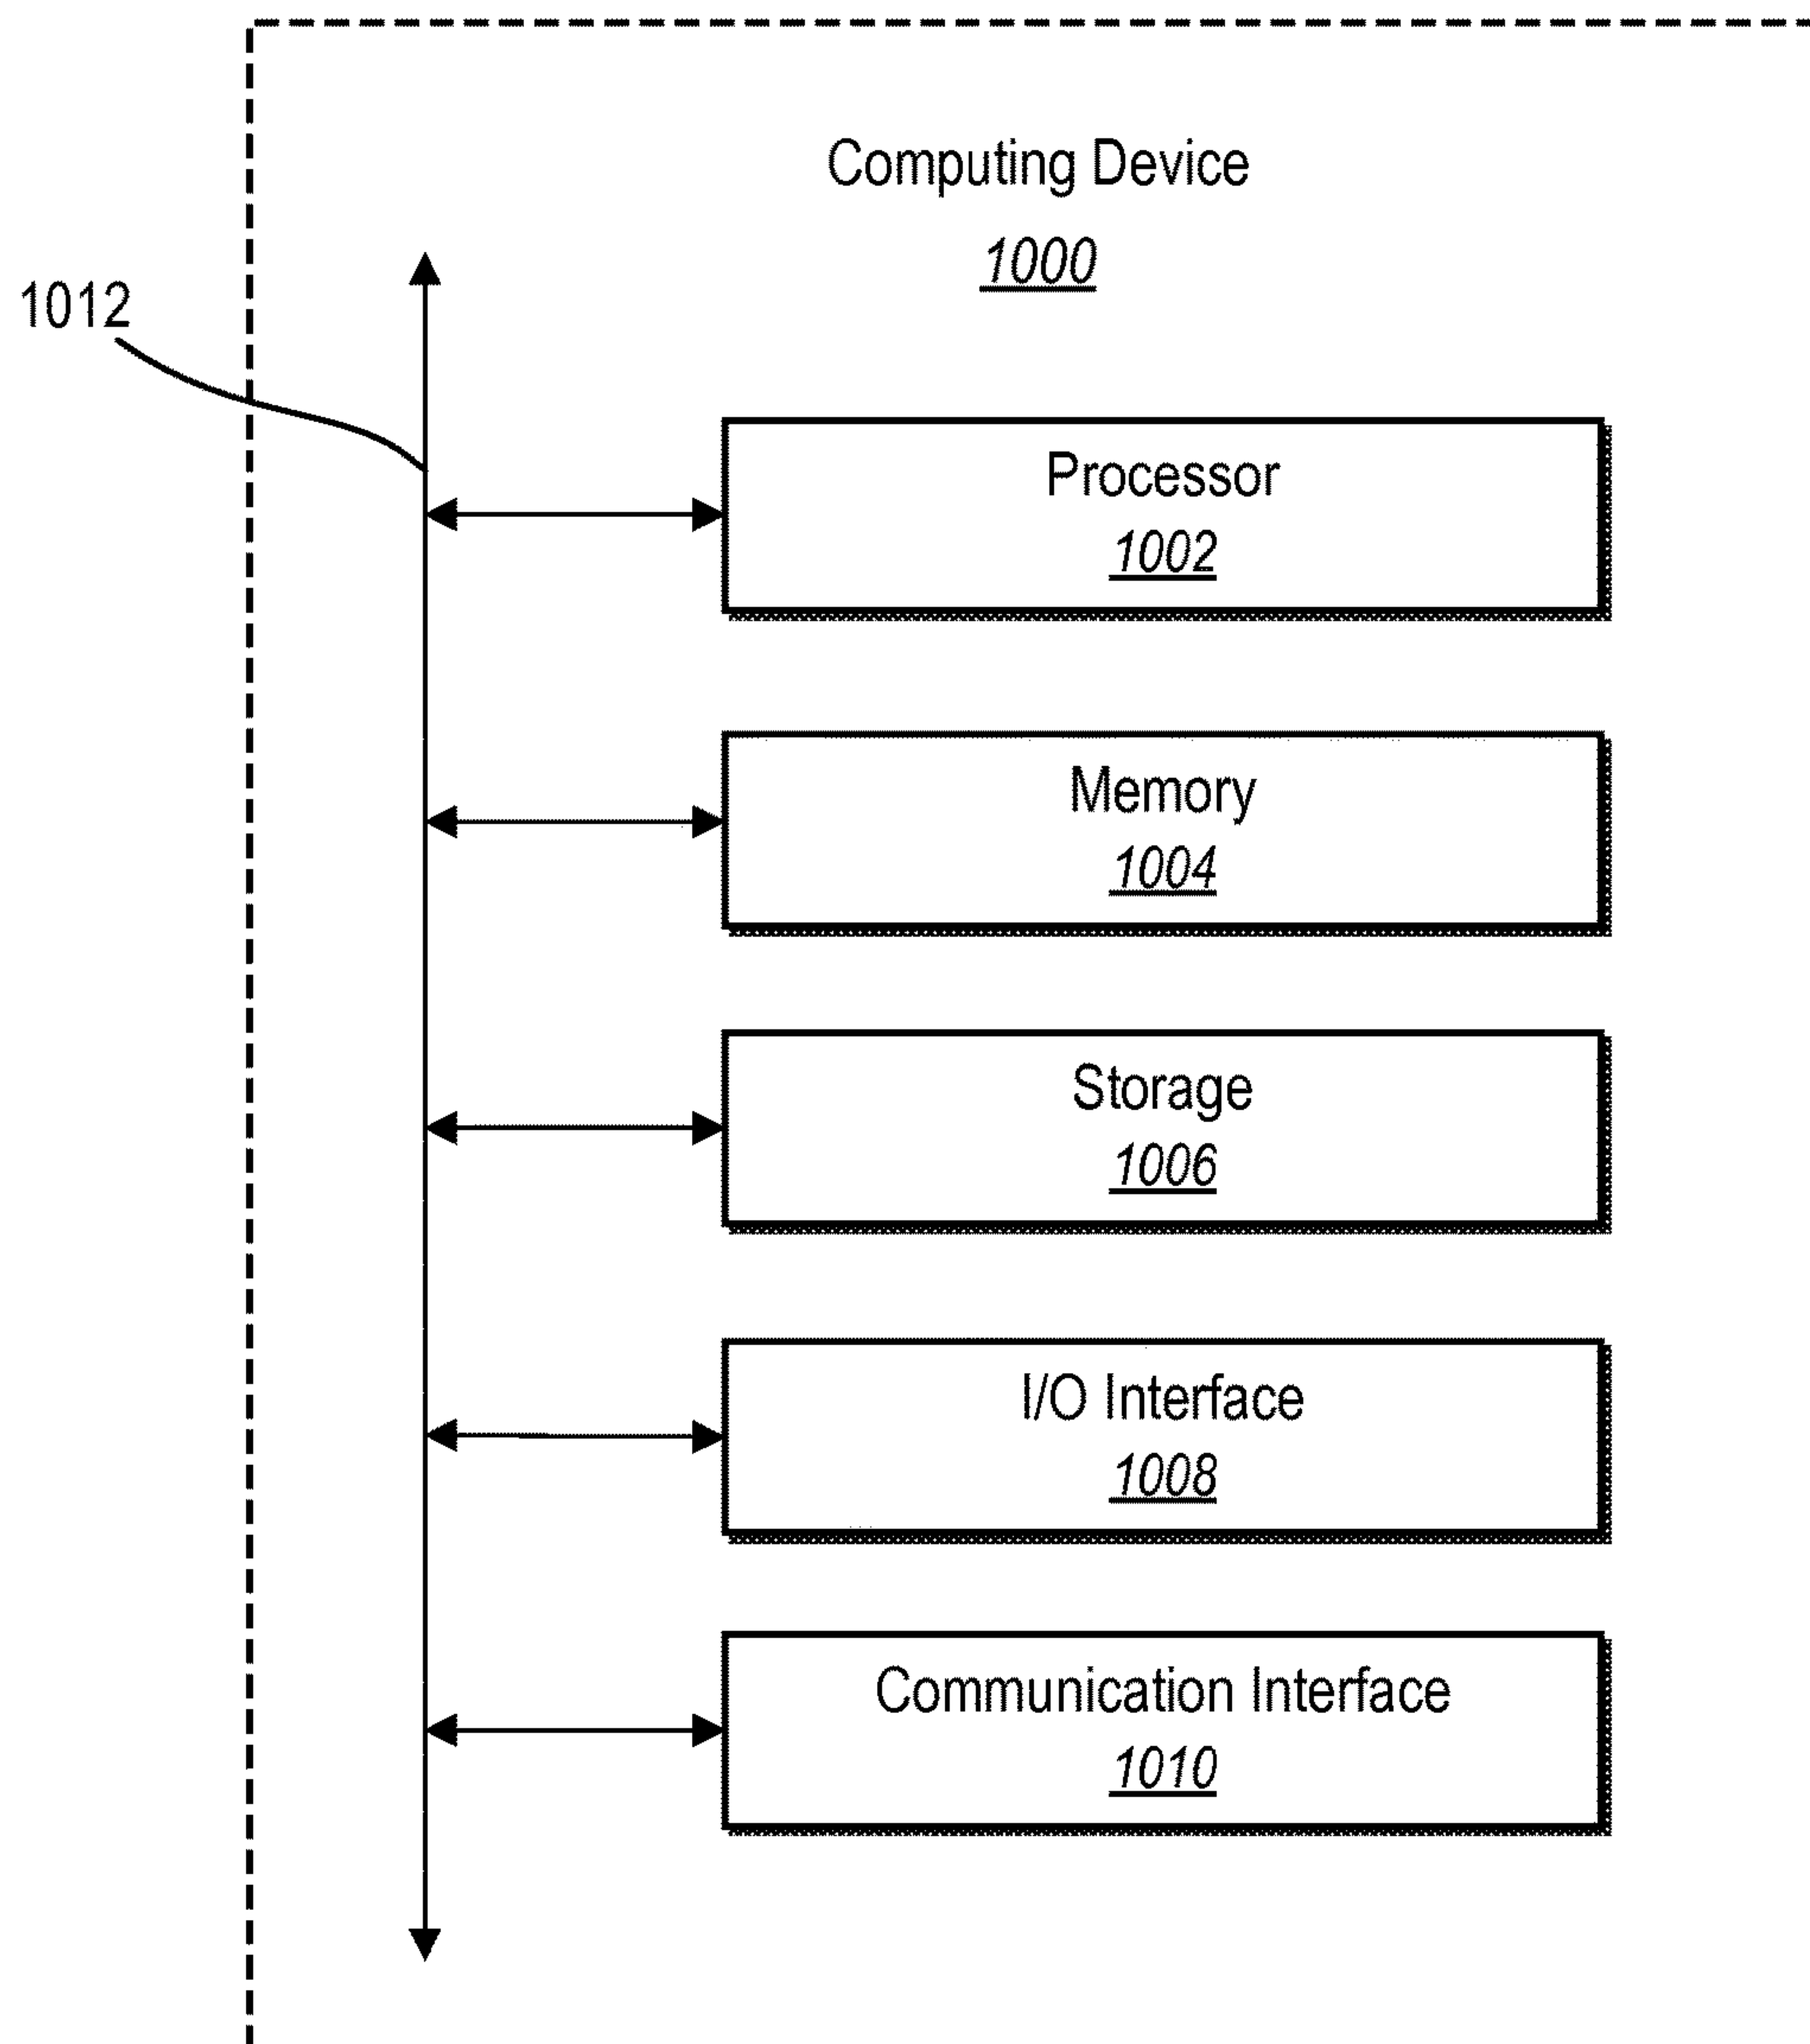 Computing Device
1000
1012
Processor
1002
Memory
1004
Storage
1006
I/O Interface
1008
Communication Interface
1010